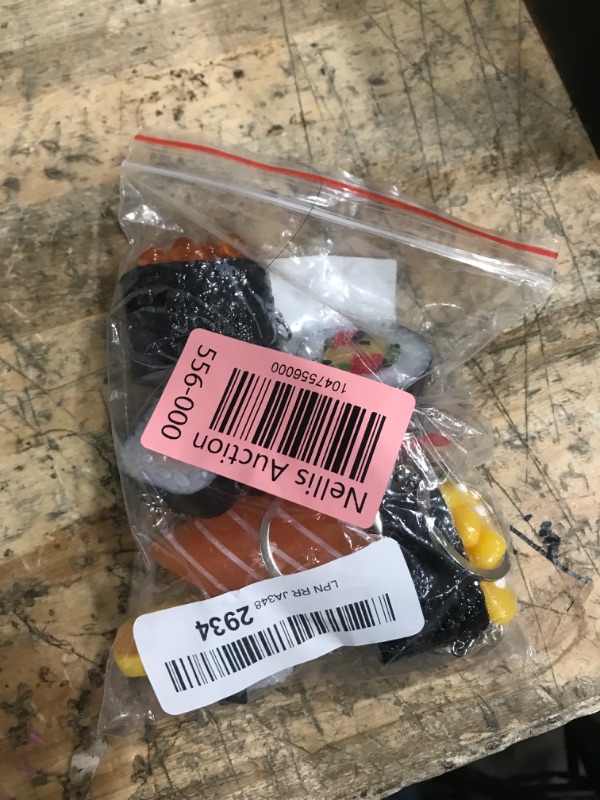 Nellis Auction
1047556000
556-000
LPN RR JA348 2934